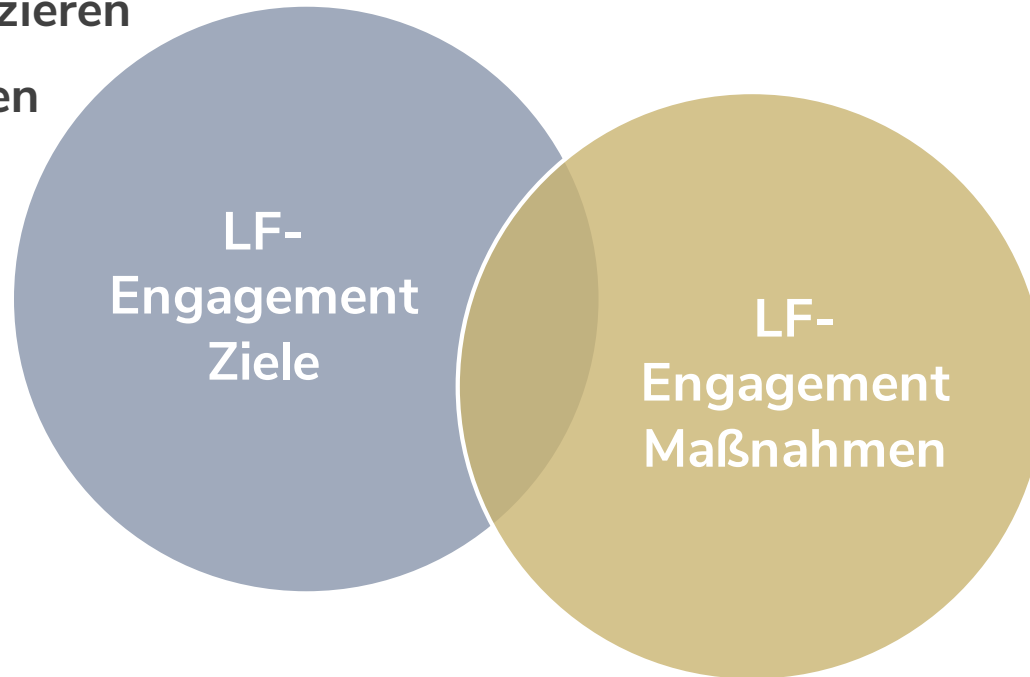 zieren
en
LF-
Engagement
Ziele
LF-
Engagement
Maßnahmen